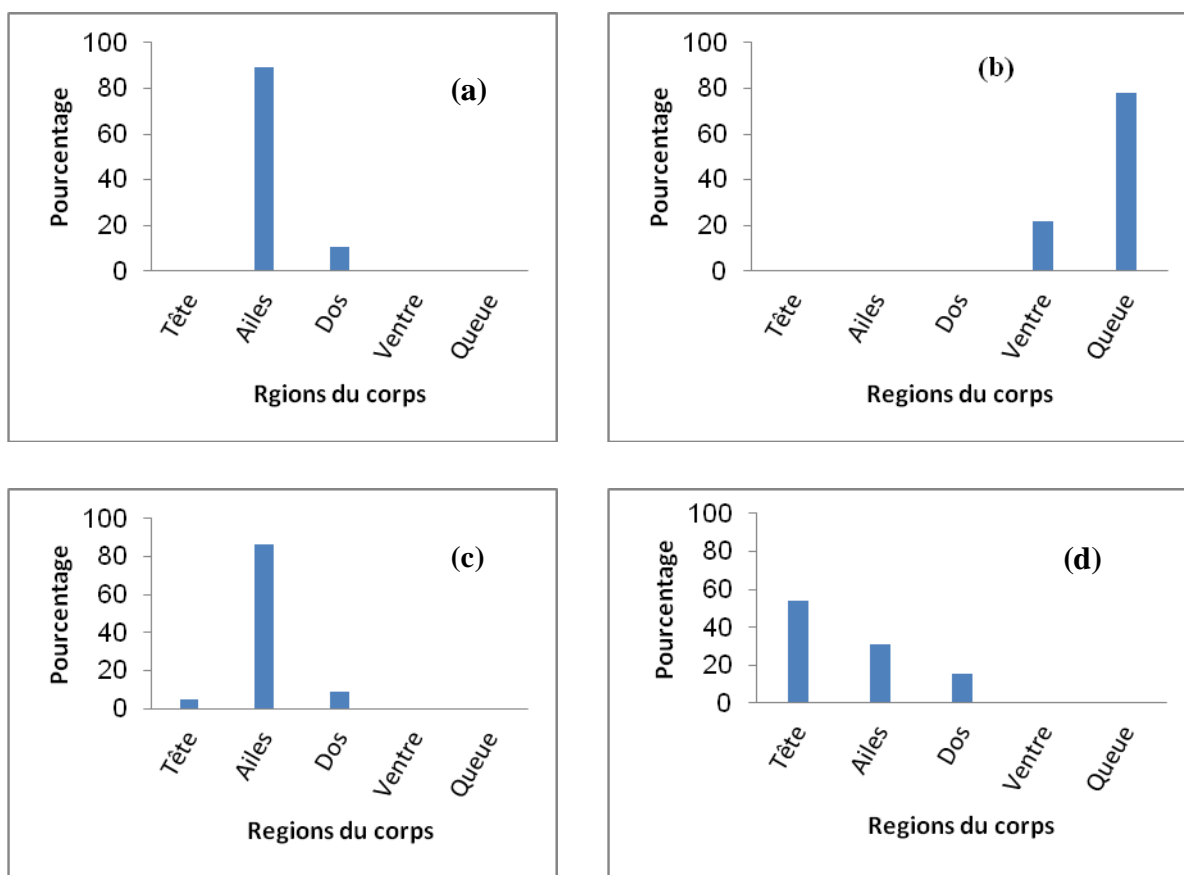 100
80
60
40
20
0
Pourcentage
(a)
Tête
Ailes
Dos
Ventre
Queue
Rgions du corps
100
80
60
40
20
0
Pourcentage
(b)
Tête
Ailes
Dos
Ventre
Queue
Regions du corps
100
80
60
40
20
0
Pourcentage
(c)
Tête
Ailes
Dos
Ventre
Queue
Regions du corps
100
80
60
40
20
0
Pourcentage
(d)
Tête
Ailes
Dos
Ventre
Queue
Regions du corps